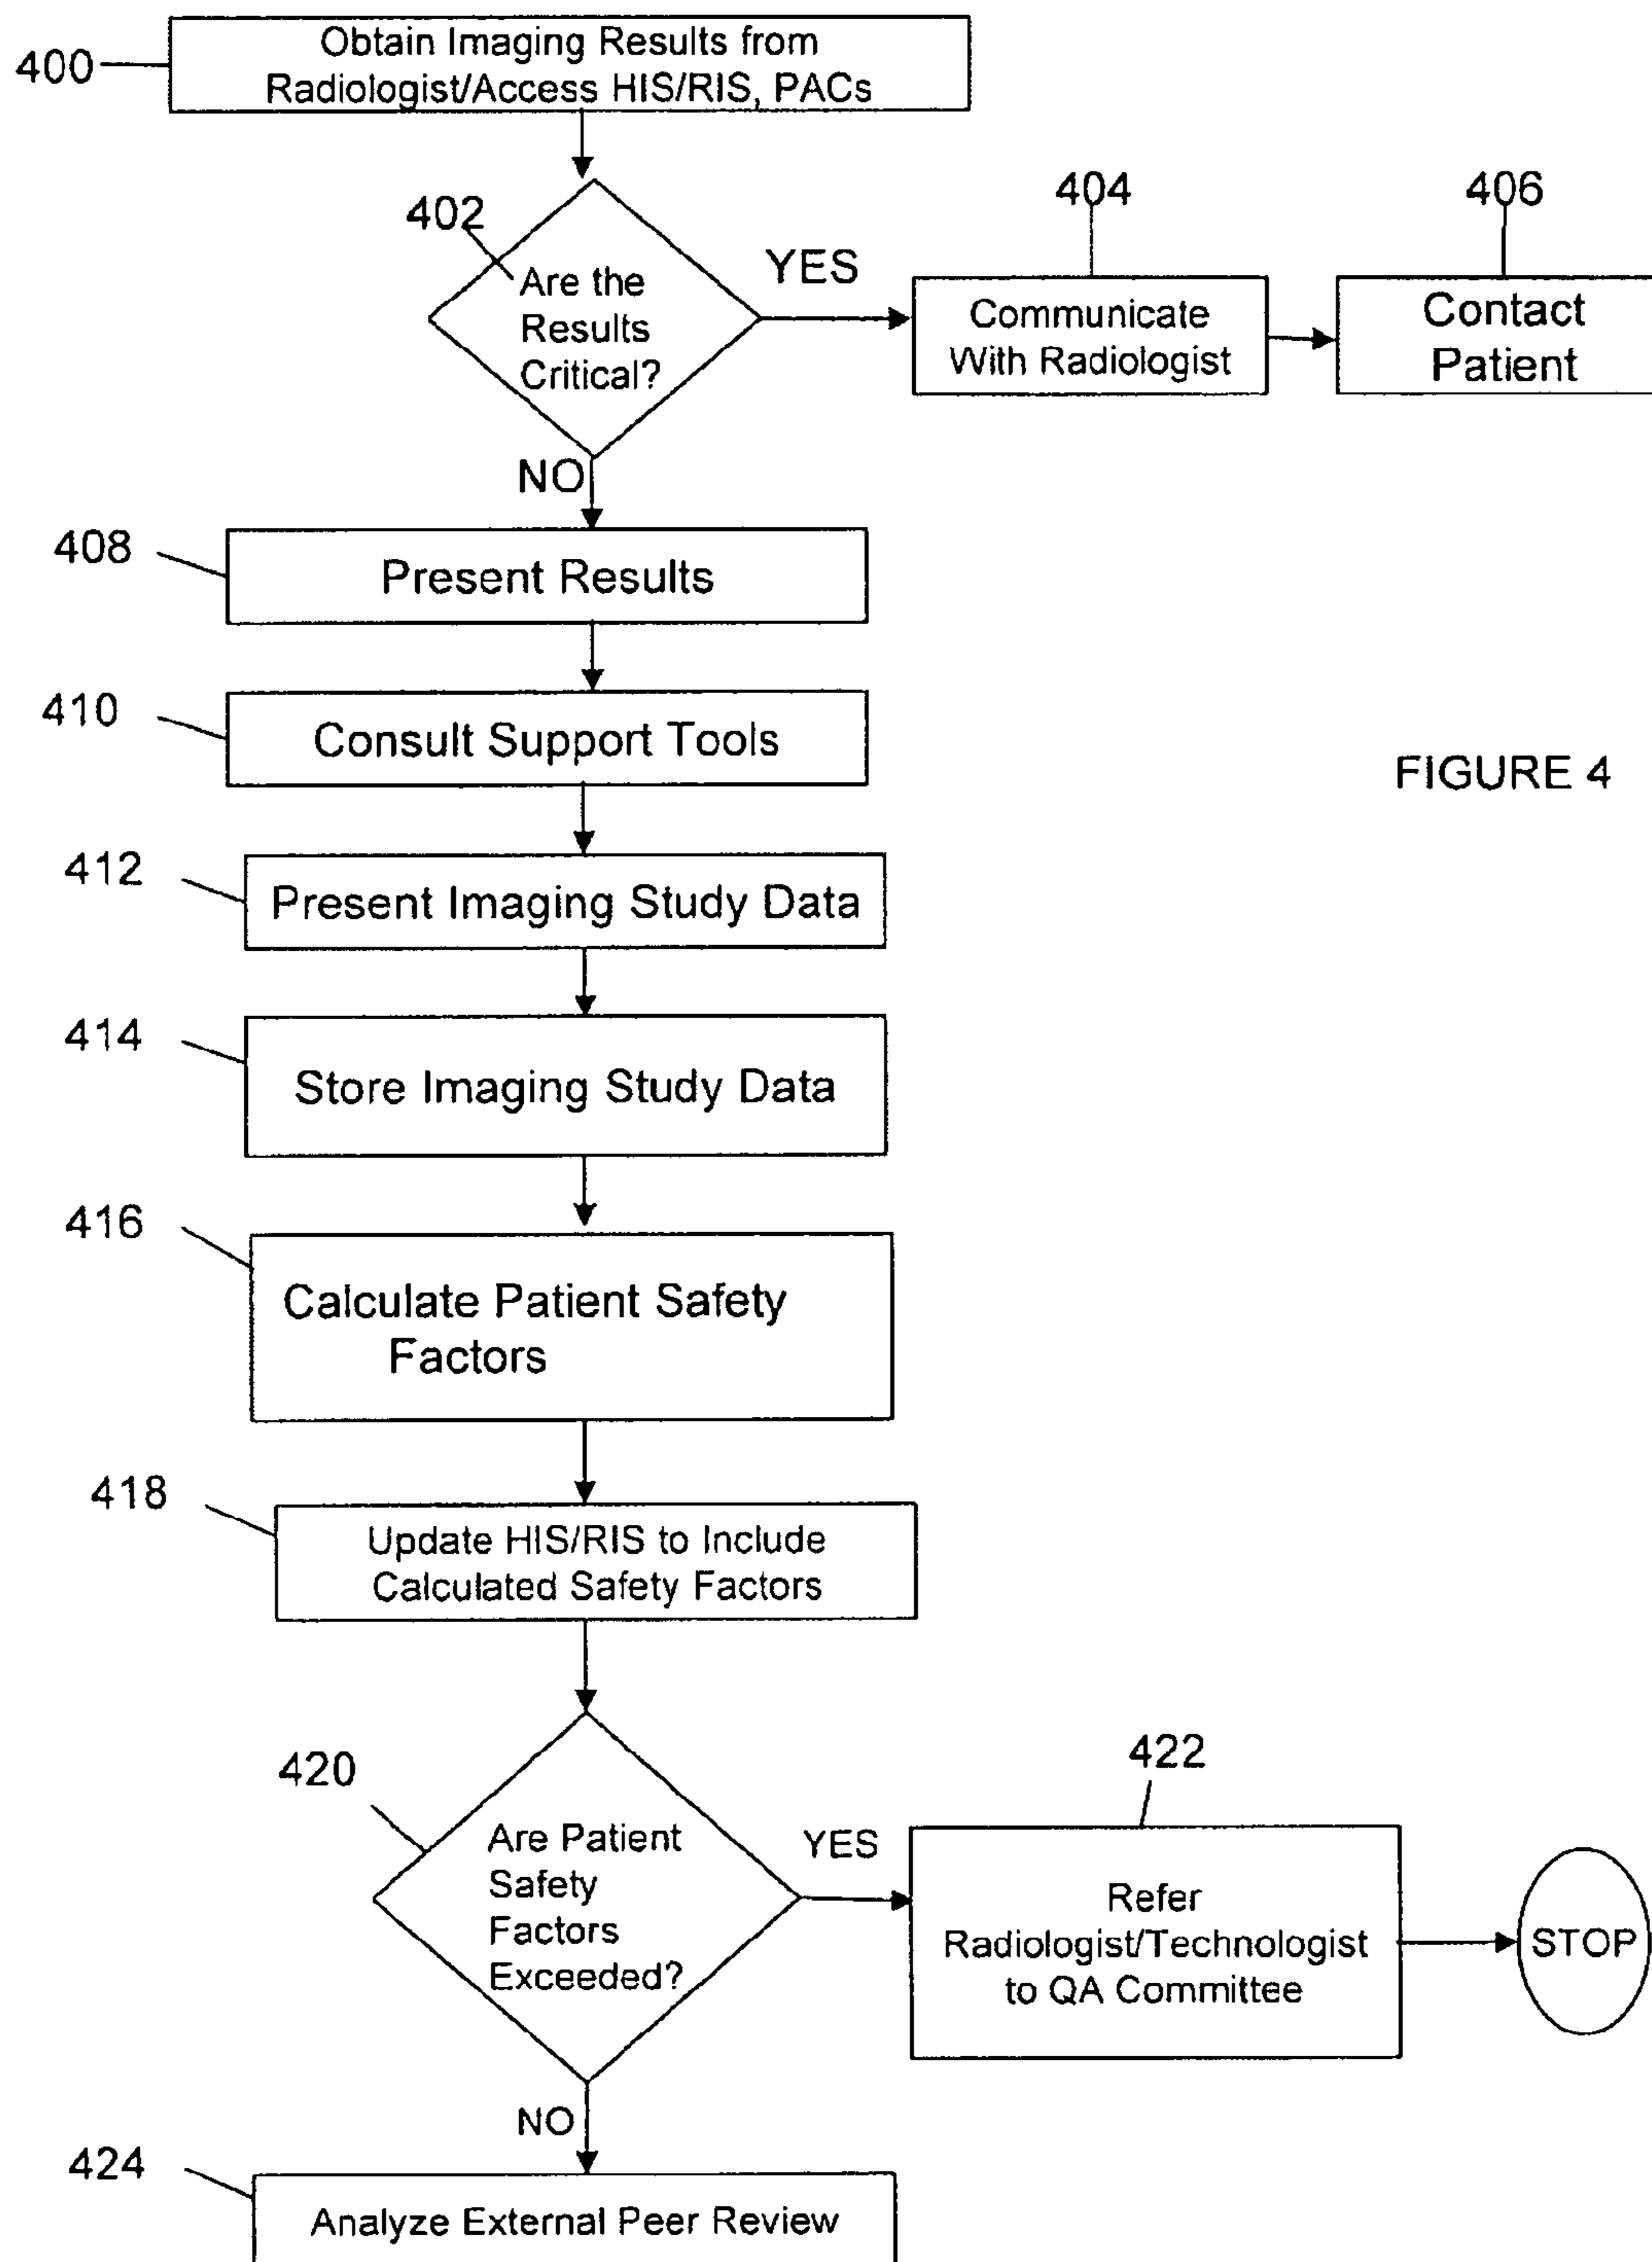 400
Obtain Imaging Results from
Radiologist/Access HIS/RIS, PACs
402
Are the
Results
Critical?
YES
404
Communicate
With Radiologist
406
Contact
Patient
NO
408
Present Results
410
Consult Support Tools
FIGURE 4
412
Present Imaging Study Data
414
Store Imaging Study Data
416
Calculate Patient Safety
Factors
418
Update HIS/RIS to Include
Calculated Safety Factors
420
Are Patient
Safety
Factors
Exceeded?
YES
422
Refer
Radiologist/Technologist
to QA Committee
STOP
NO
424
Analyze External Peer Review